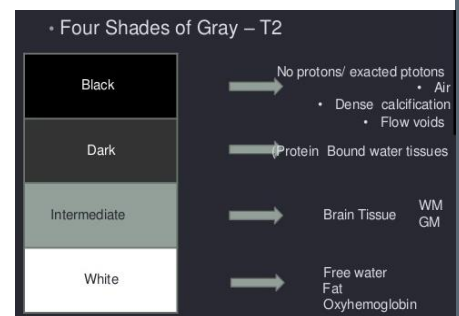 • Four Shades of Gray – T2
Black
No protons/ exacted ptotons
• Air
• Dense calcification
• Flow voids
Dark
(Protein Bound water tissues
Intermediate
Brain Tissue
WM
GM
White
Free water
Fat
Oxyhemoglobin